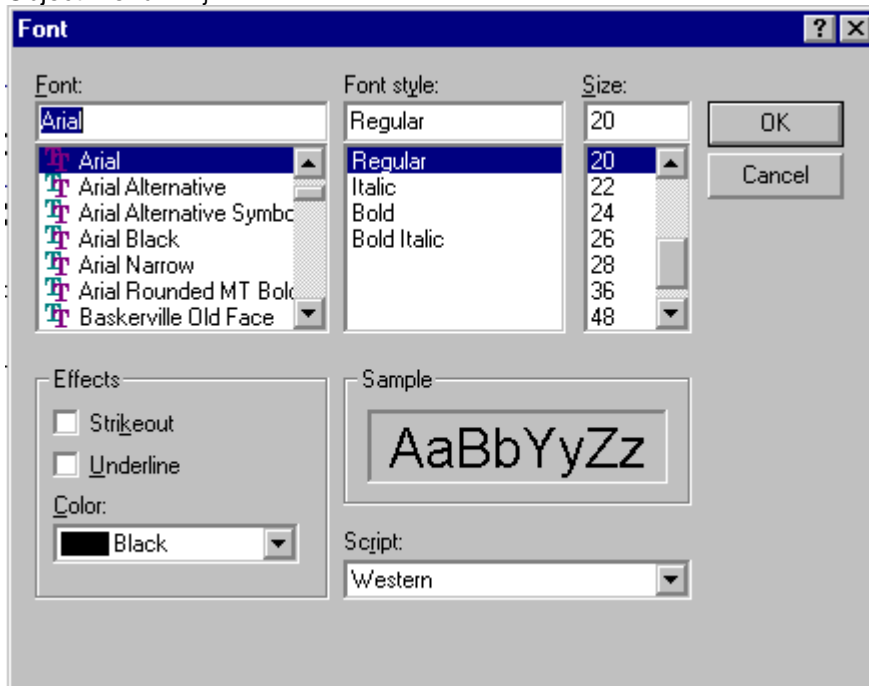 Font
Font: Font style: Size:
Arial Regular 20 OK
Arial Regular 20 Cancel
Arial Alternative Italic 22
Arial Alternative Symbo Bold 24
Arial Black Bold Italic 26
Arial Narrow 28
Arial Rounded MT Bold 36
Baskerville Old Face 48
Effects Sample
Strikeout
AaBbYyZz
Underline
Color:
Black Script:
Western